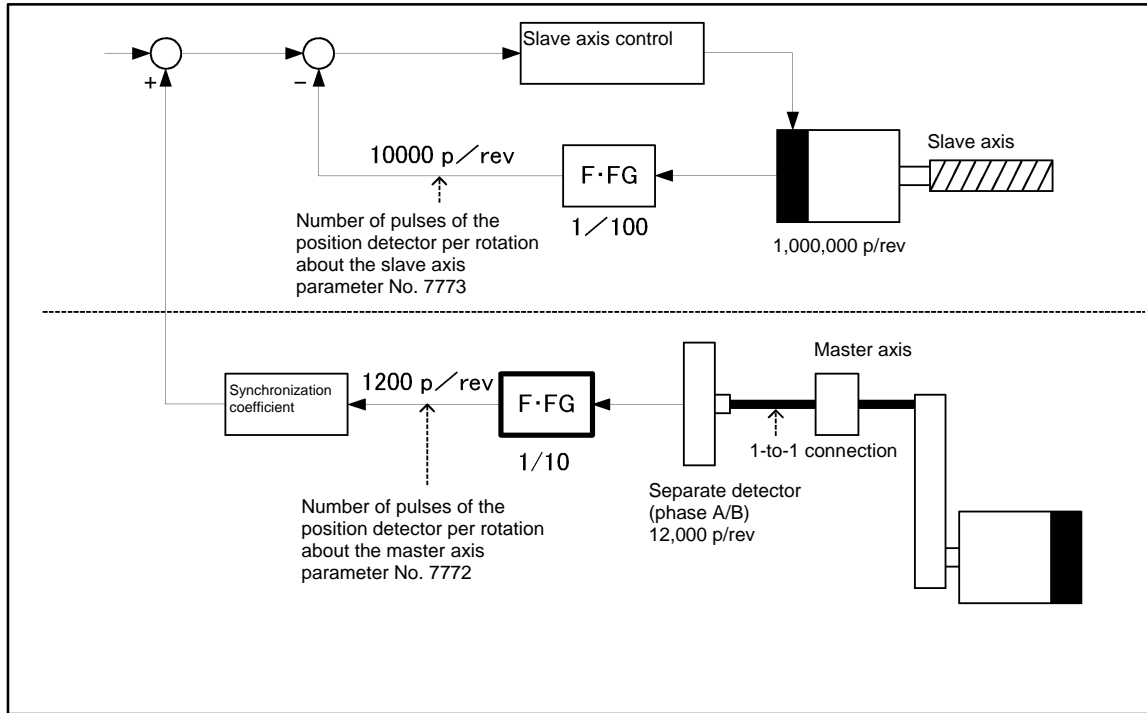 Slave axis control
+
−
10000 p／rev
F･FG
1／100
Slave axis
1,000,000 p/rev
Number of pulses of the
position detector per rotation
about the slave axis
parameter No. 7773
Master axis
Synchronization
coefficient
1200 p／rev
F･FG
1/10
1-to-1 connection
Separate detector
(phase A/B)
12,000 p/rev
Number of pulses of the
position detector per rotation
about the master axis
parameter No. 7772